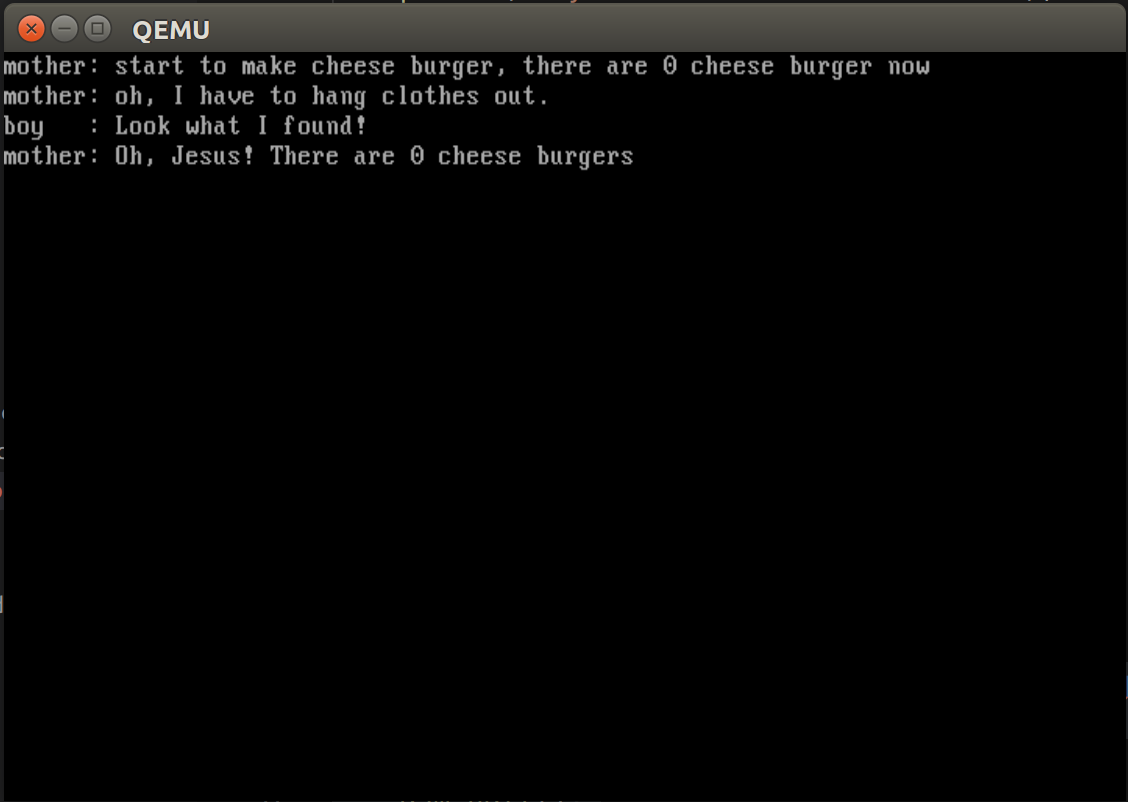 QEMU
mother: start to make cheese burger, there are 0 cheese burger now
mother: oh, I have to hang clothes out.
boy   : Look what I found!
mother: Oh, Jesus! There are 0 cheese burgers